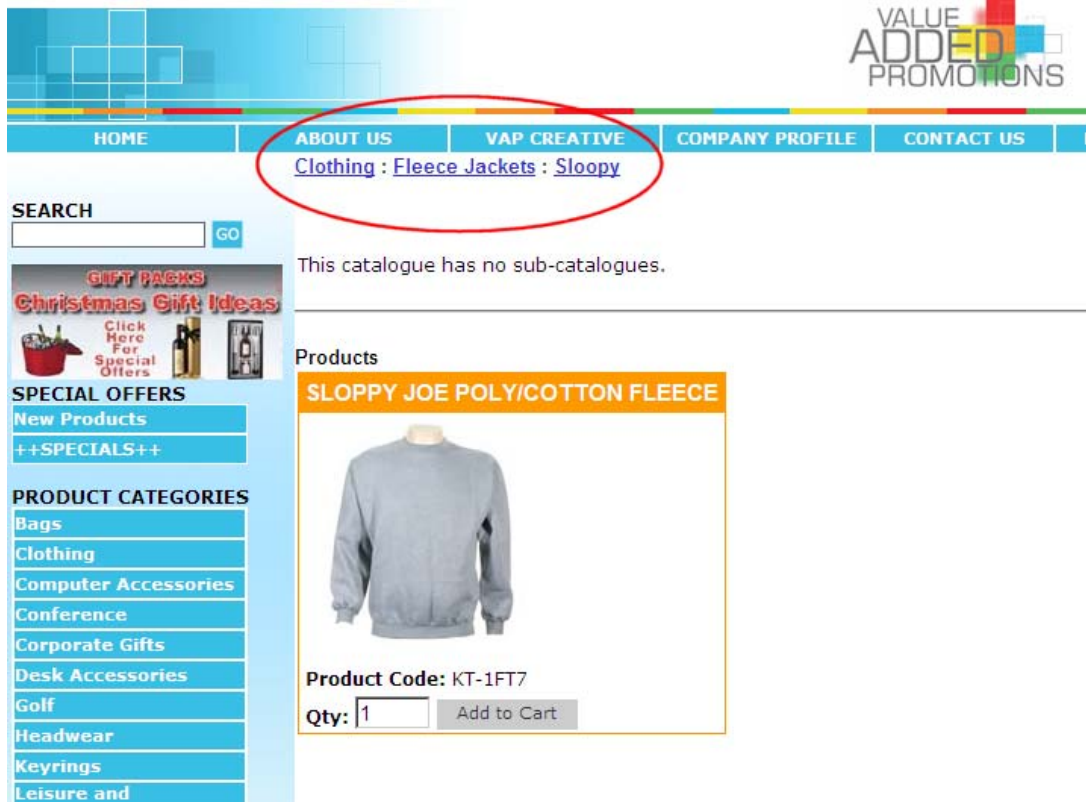 VALUE
ADDED
PROMOTIONS
HOME
ABOUT US
VAP CREATIVE
COMPANY PROFILE
CONTACT US
Clothing : Fleece Jackets : Sloopy
SEARCH
GO
GIFT PACKS
Christmas Gift Ideas
Click
Here
For
Special
Offers
SPECIAL OFFERS
New Products
++SPECIALS++
PRODUCT CATEGORIES
Bags
Clothing
Computer Accessories
Conference
Corporate Gifts
Desk Accessories
Golf
Headwear
Keyrings
Leisure and
This catalogue has no sub-catalogues.
Products
SLOPPY JOE POLY/COTTON FLEECE
Product Code: KT-1FT7
Qty: 1 Add to Cart